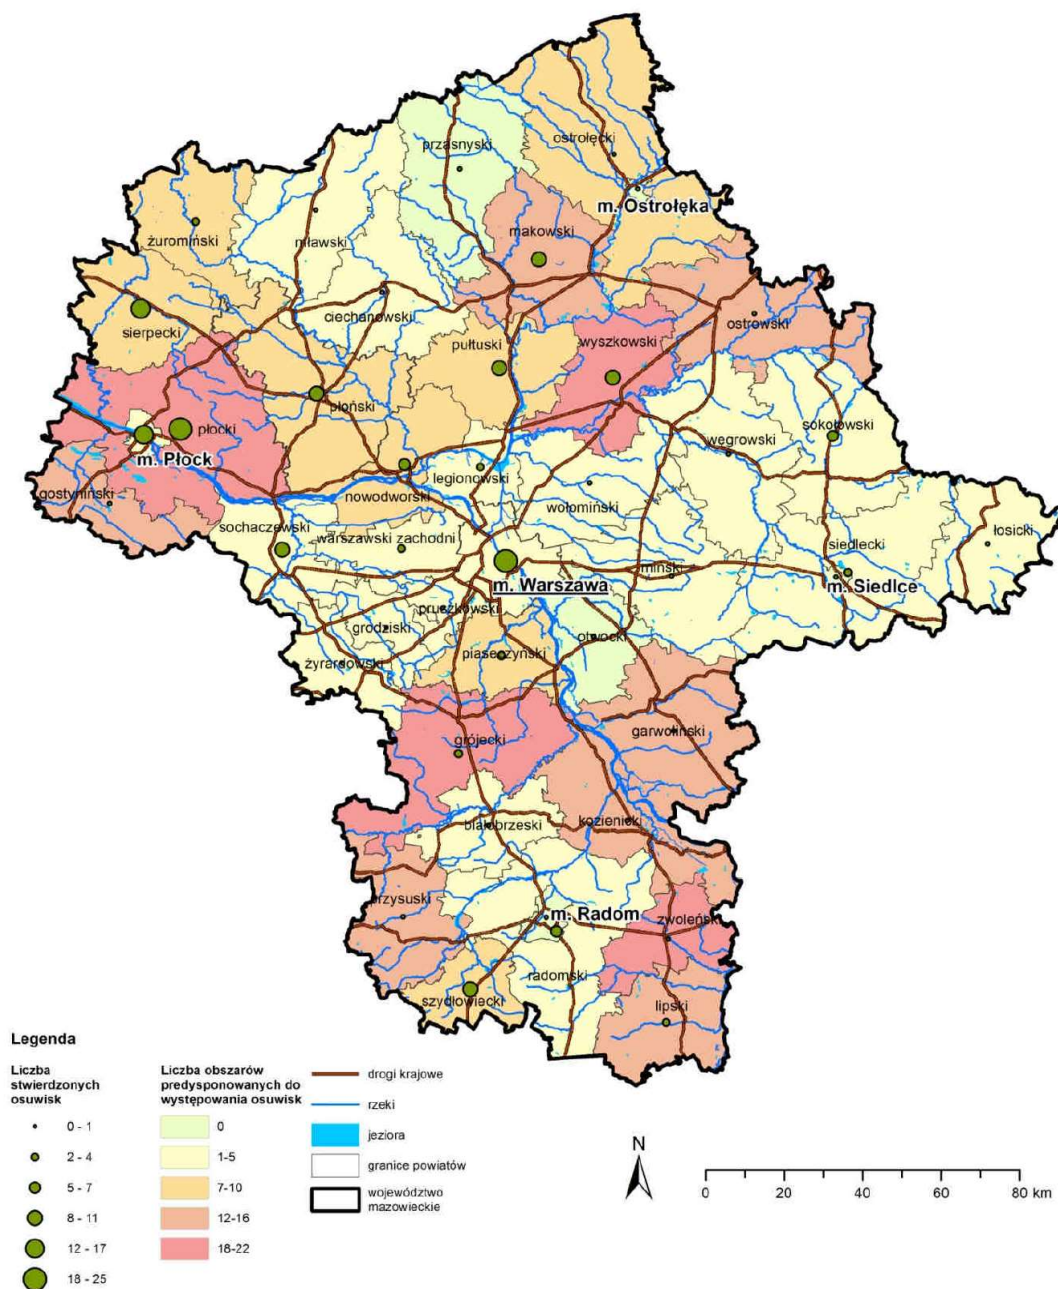 przasnyski
ostrołęcki
m. Ostrołęka
żuromiński
mławski
makowski
sierpecki
ciechanowski
ostrowski
pułtuski
wyszkowski
płoński
płocki
m. Płock
węgrowski
sokołowski
gostyniński
legionowski
nowodworski
wołomiński
sochaczewski
warszawski zachodni
siedlecki
łosicki
m. Warszawa
miński
m. Siedlce
pruszkowski
grodziski
otwocki
żyrardowski
piaseczyński
garwoliński
grójecki
białobrzeski
kozienicki
przysuski
m. Radom
zwoleński
radomski
szydłowiecki
lipski
Legenda
Liczba
stwierdzonych
osuwisk
0 - 1
2 - 4
5 - 7
8 - 11
12 - 17
18 - 25
Liczba obszarów
predysponowanych do
występowania osuwisk
0
1-5
7-10
12-16
18-22
drogi krajowe
rzeki
jeziora
granice powiatów
województwo
mazowieckie
N
0 20 40 60 80 km